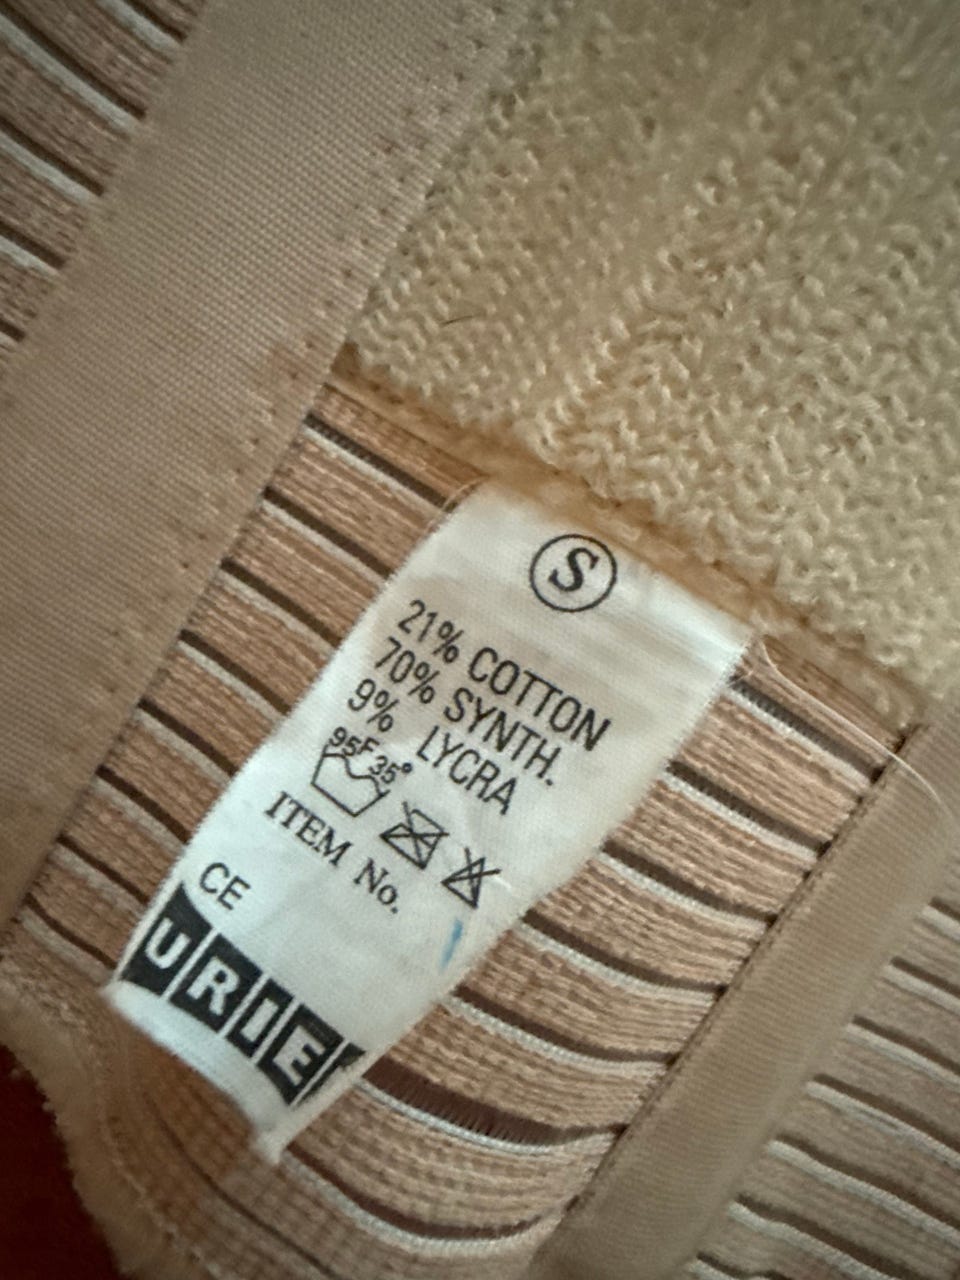 S
21% COTTON
70% SYNTH.
9% LYCRA
95F 35°
ITEM No.
CE
URIE